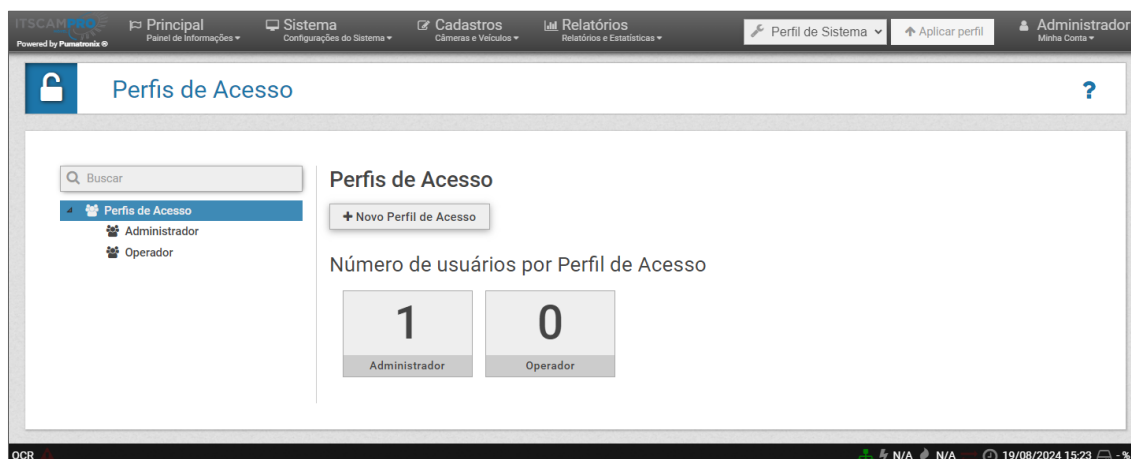 ITSCAMPRO
Powered by Pumatronix ®
Principal
Painel de Informações
Sistema
Configurações do Sistema
Cadastros
Câmeras e Veículos
Relatórios
Relatórios e Estatísticas
Perfil de Sistema
Aplicar perfil
Administrador
Minha Conta
Perfis de Acesso
?
Buscar
Perfis de Acesso
Administrador
Operador
Perfis de Acesso
+ Novo Perfil de Acesso
Número de usuários por Perfil de Acesso
1
Administrador
0
Operador
OCR
N/A N/A 19/08/2024 15:23 - %